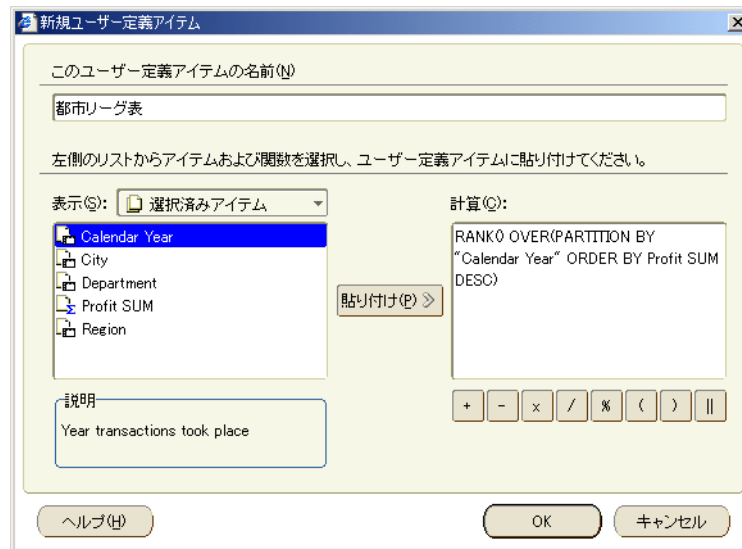 新規ユーザー定義アイテム
このユーザー定義アイテムの名前(N)
都市リーグ表
左側のリストからアイテムおよび関数を選択し、ユーザー定義アイテムに貼り付けてください。
表示(S): 選択済みアイテム
Calendar Year
City
Department
Profit SUM
Region
貼り付け(P)
計算(C):
RANK() OVER(PARTITION BY
"Calendar Year" ORDER BY Profit SUM
DESC)
+ - x / % ( ) ||
説明
Year transactions took place
ヘルプ(H) OK キャンセル